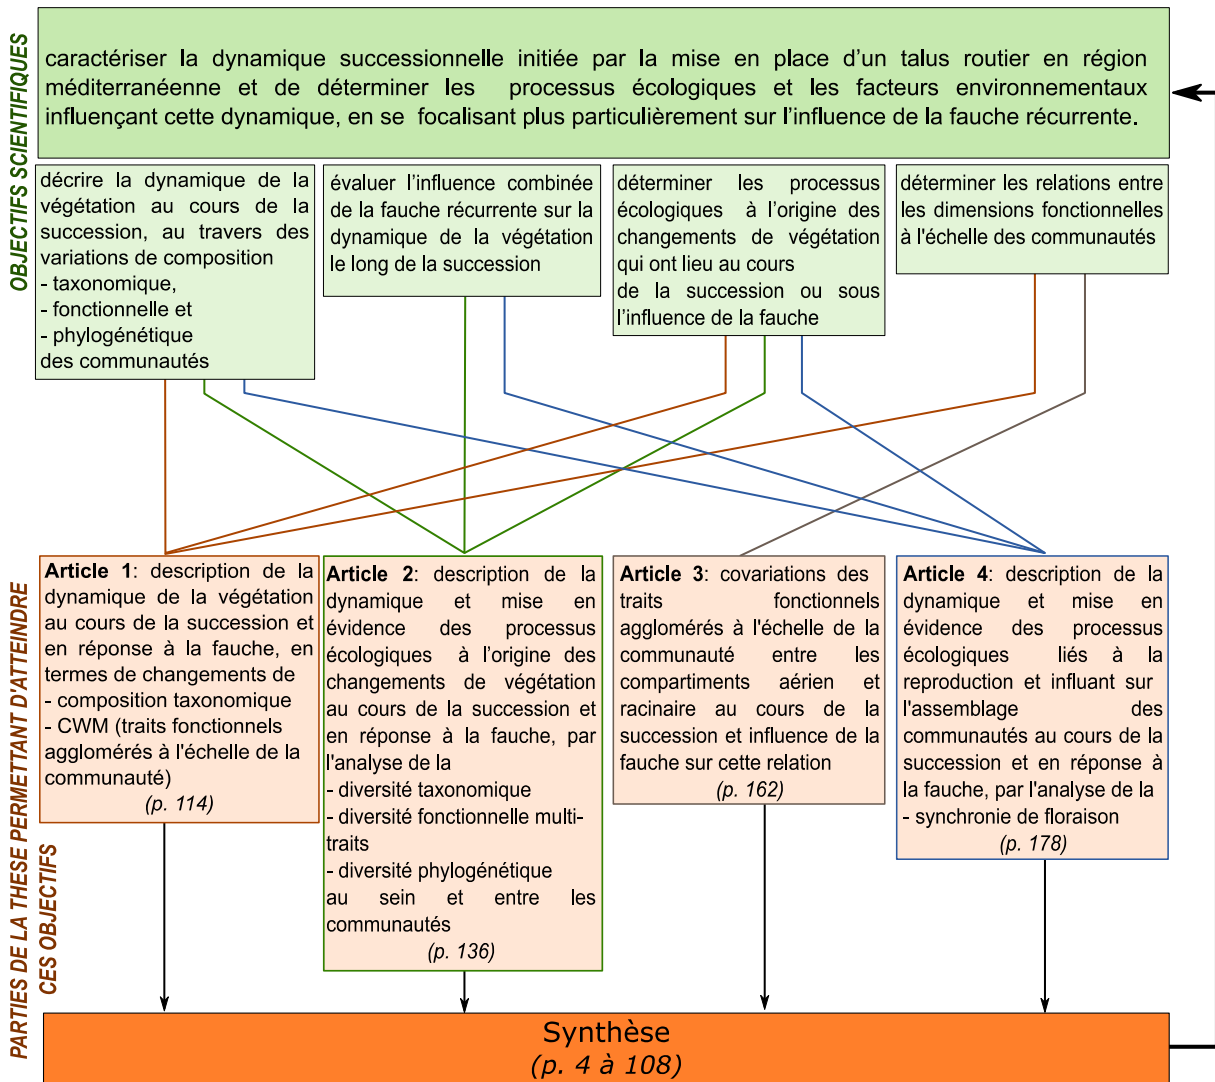 OBJECTIFS SCIENTIFIQUES
caractériser la dynamique successionnelle initiée par la mise en place d'un talus routier en région
méditerranéenne et de déterminer les processus écologiques et les facteurs environnementaux
influençant cette dynamique, en se focalisant plus particulièrement sur l'influence de la fauche récurrente.
décrire la dynamique de la
végétation au cours de la
succession, au travers des
variations de composition
- taxonomique,
- fonctionnelle et
- phylogénétique
des communautés
évaluer l'influence combinée
de la fauche récurrente sur la
dynamique de la végétation
le long de la succession
déterminer les processus
écologiques à l'origine des
changements de végétation
qui ont lieu au cours
de la succession ou sous
l'influence de la fauche
déterminer les relations entre
les dimensions fonctionnelles
à l'échelle des communautés
PARTIES DE LA THESE PERMETTANT D'ATTEINDRE
CES OBJECTIFS
Article 1: description de la
dynamique de la végétation
au cours de la succession et
en réponse à la fauche, en
termes de changements de
- composition taxonomique
- CWM (traits fonctionnels
agglomérés à l'échelle de la
communauté)
(p. 114)
Article 2: description de la
dynamique et mise en
évidence des processus
écologiques à l'origine des
changements de végétation
au cours de la succession et
en réponse à la fauche, par
l'analyse de la
- diversité taxonomique
- diversité fonctionnelle multi-
traits
- diversité phylogénétique
au sein et entre les
communautés
(p. 136)
Article 3: covariations des
traits fonctionnels
agglomérés à l'échelle de la
communauté entre les
compartiments aérien et
racinaire au cours de la
succession et influence de la
fauche sur cette relation
(p. 162)
Article 4: description de la
dynamique et mise en
évidence des processus
écologiques liés à la
reproduction et influant sur
l'assemblage des
communautés au cours de la
succession et en réponse à
la fauche, par l'analyse de la
- synchronie de floraison
(p. 178)
Synthèse
(p. 4 à 108)